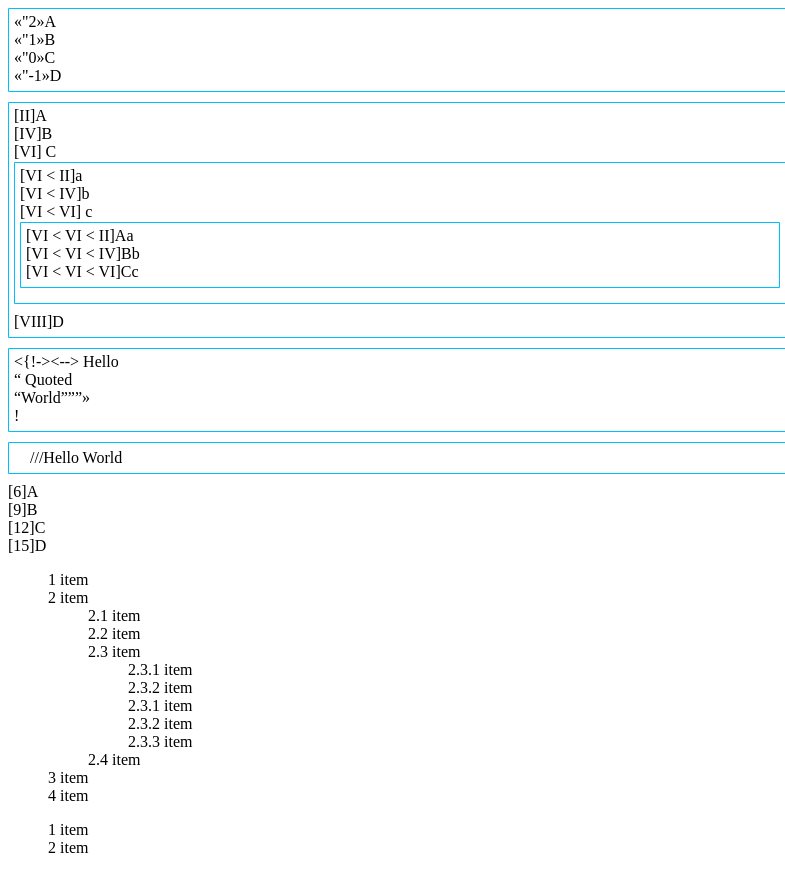 «"2»A
«"1»B
«"0»C
«"-1»D
[II]A
[IV]B
[VI] C
[VI < II]a
[VI < IV]b
[VI < VI] c
[VI < VI < II]Aa
[VI < VI < IV]Bb
[VI < VI < VI]Cc
[VIII]D
<{!-><--> Hello
“ Quoted
“World”””»
!
///Hello World
[6]A
[9]B
[12]C
[15]D
1 item
2 item
2.1 item
2.2 item
2.3 item
2.3.1 item
2.3.2 item
2.3.1 item
2.3.2 item
2.3.3 item
2.4 item
3 item
4 item
1 item
2 item